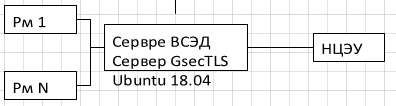 Рм 1
Сервре ВСЭД
Сервер GsecTLS
Ubuntu 18.04
НЦЭУ
Рм N